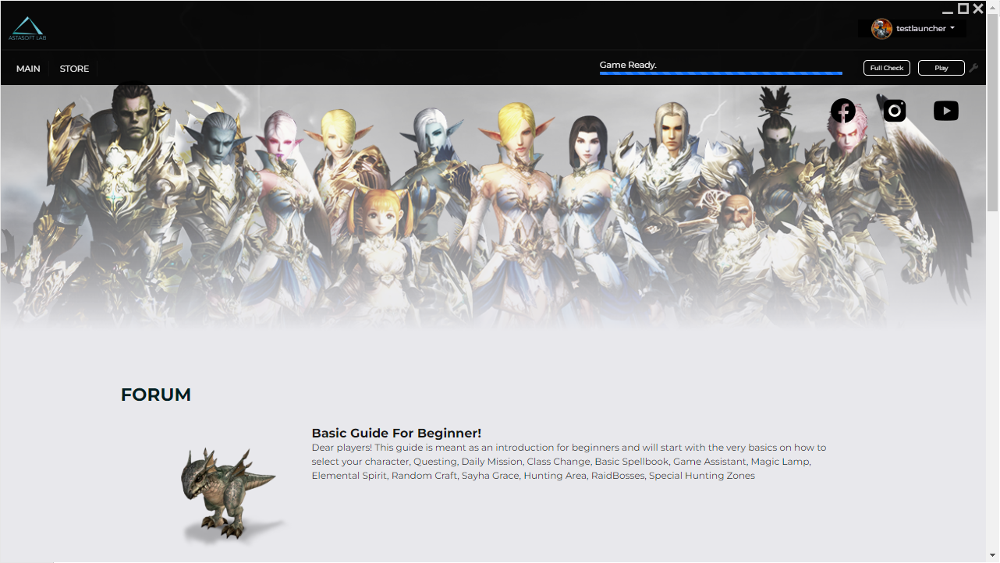 ASTASOFT LAB
testlauncher
MAIN
STORE
Game Ready.
Full Check
Play
FORUM
Basic Guide For Beginner!
Dear players! This guide is meant as an introduction for beginners and will start with the very basics on how to
select your character, Questing, Daily Mission, Class Change, Basic Spellbook, Game Assistant, Magic Lamp,
Elemental Spirit, Random Craft, Sayha Grace, Hunting Area, RaidBosses, Special Hunting Zones